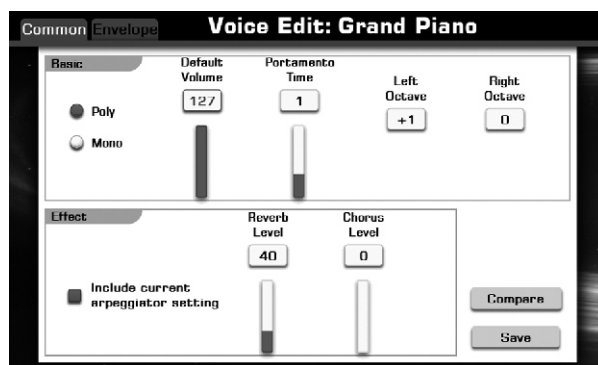 Common Envelope Voice Edit: Grand Piano
Basic
Default Volume
127
Portamento Time
1
Left Octave
+1
Right Octave
0
Poly
Mono
Effect
Reverb Level
40
Chorus Level
0
Include current
arpeggiator setting
Compare
Save